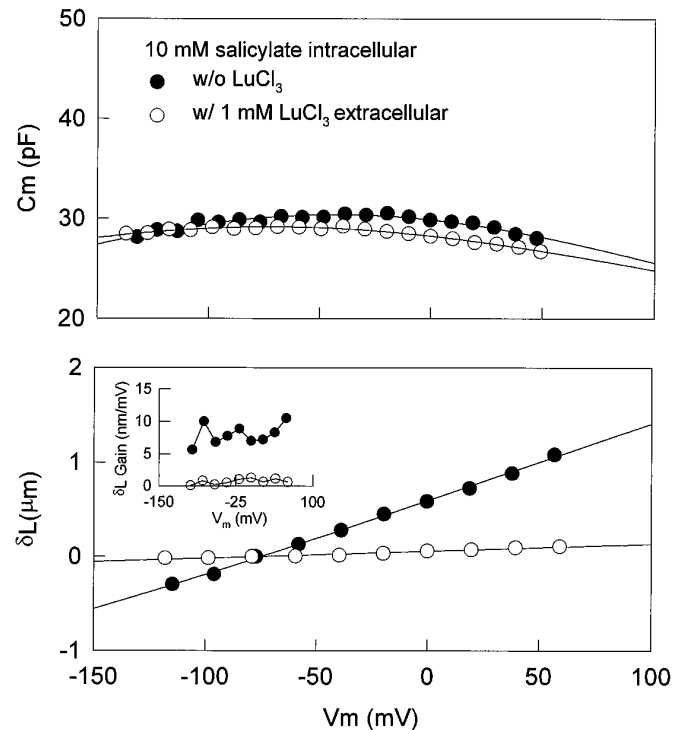 50
40
30
20
Cm (pF)
10 mM salicylate intracellular
w/o LuCl₃
w/ 1 mM LuCl₃ extracellular
2
1
0
-1
δL(μm)
15
10
5
0
δL Gain (nm/mV)
-150 -25 100
Vₘ (mV)
-150 -100 -50 0 50 100
Vm (mV)